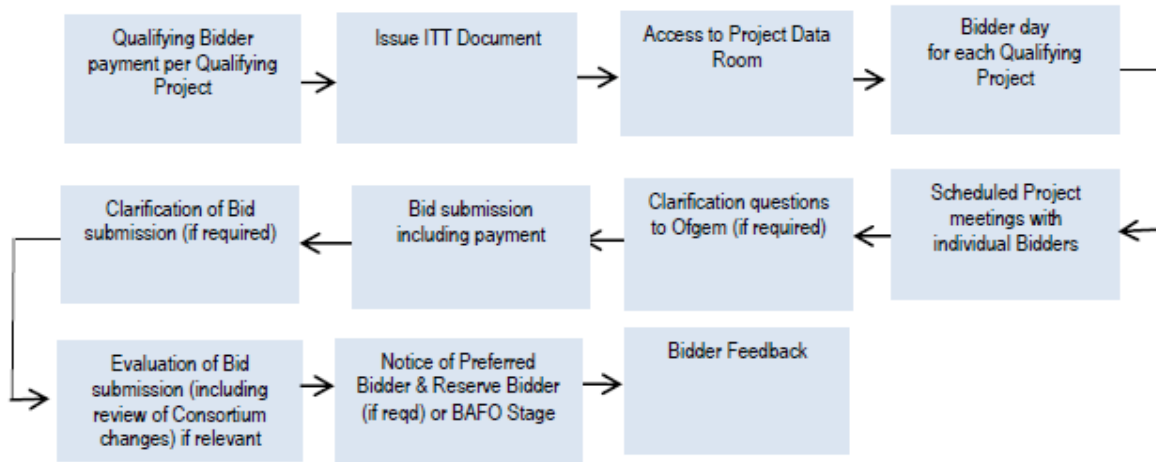 Qualifying Bidder
payment per Qualifying
Project
Issue ITT Document
Access to Project Data
Room
Bidder day
for each Qualifying
Project
Scheduled Project
meetings with
individual Bidders
Clarification questions
to Ofgem (if required)
Bid submission
including payment
Clarification of Bid
submission (if required)
Evaluation of Bid
submission (including
review of Consortium
changes) if relevant
Notice of Preferred
Bidder & Reserve Bidder
(if reqd) or BAFO Stage
Bidder Feedback